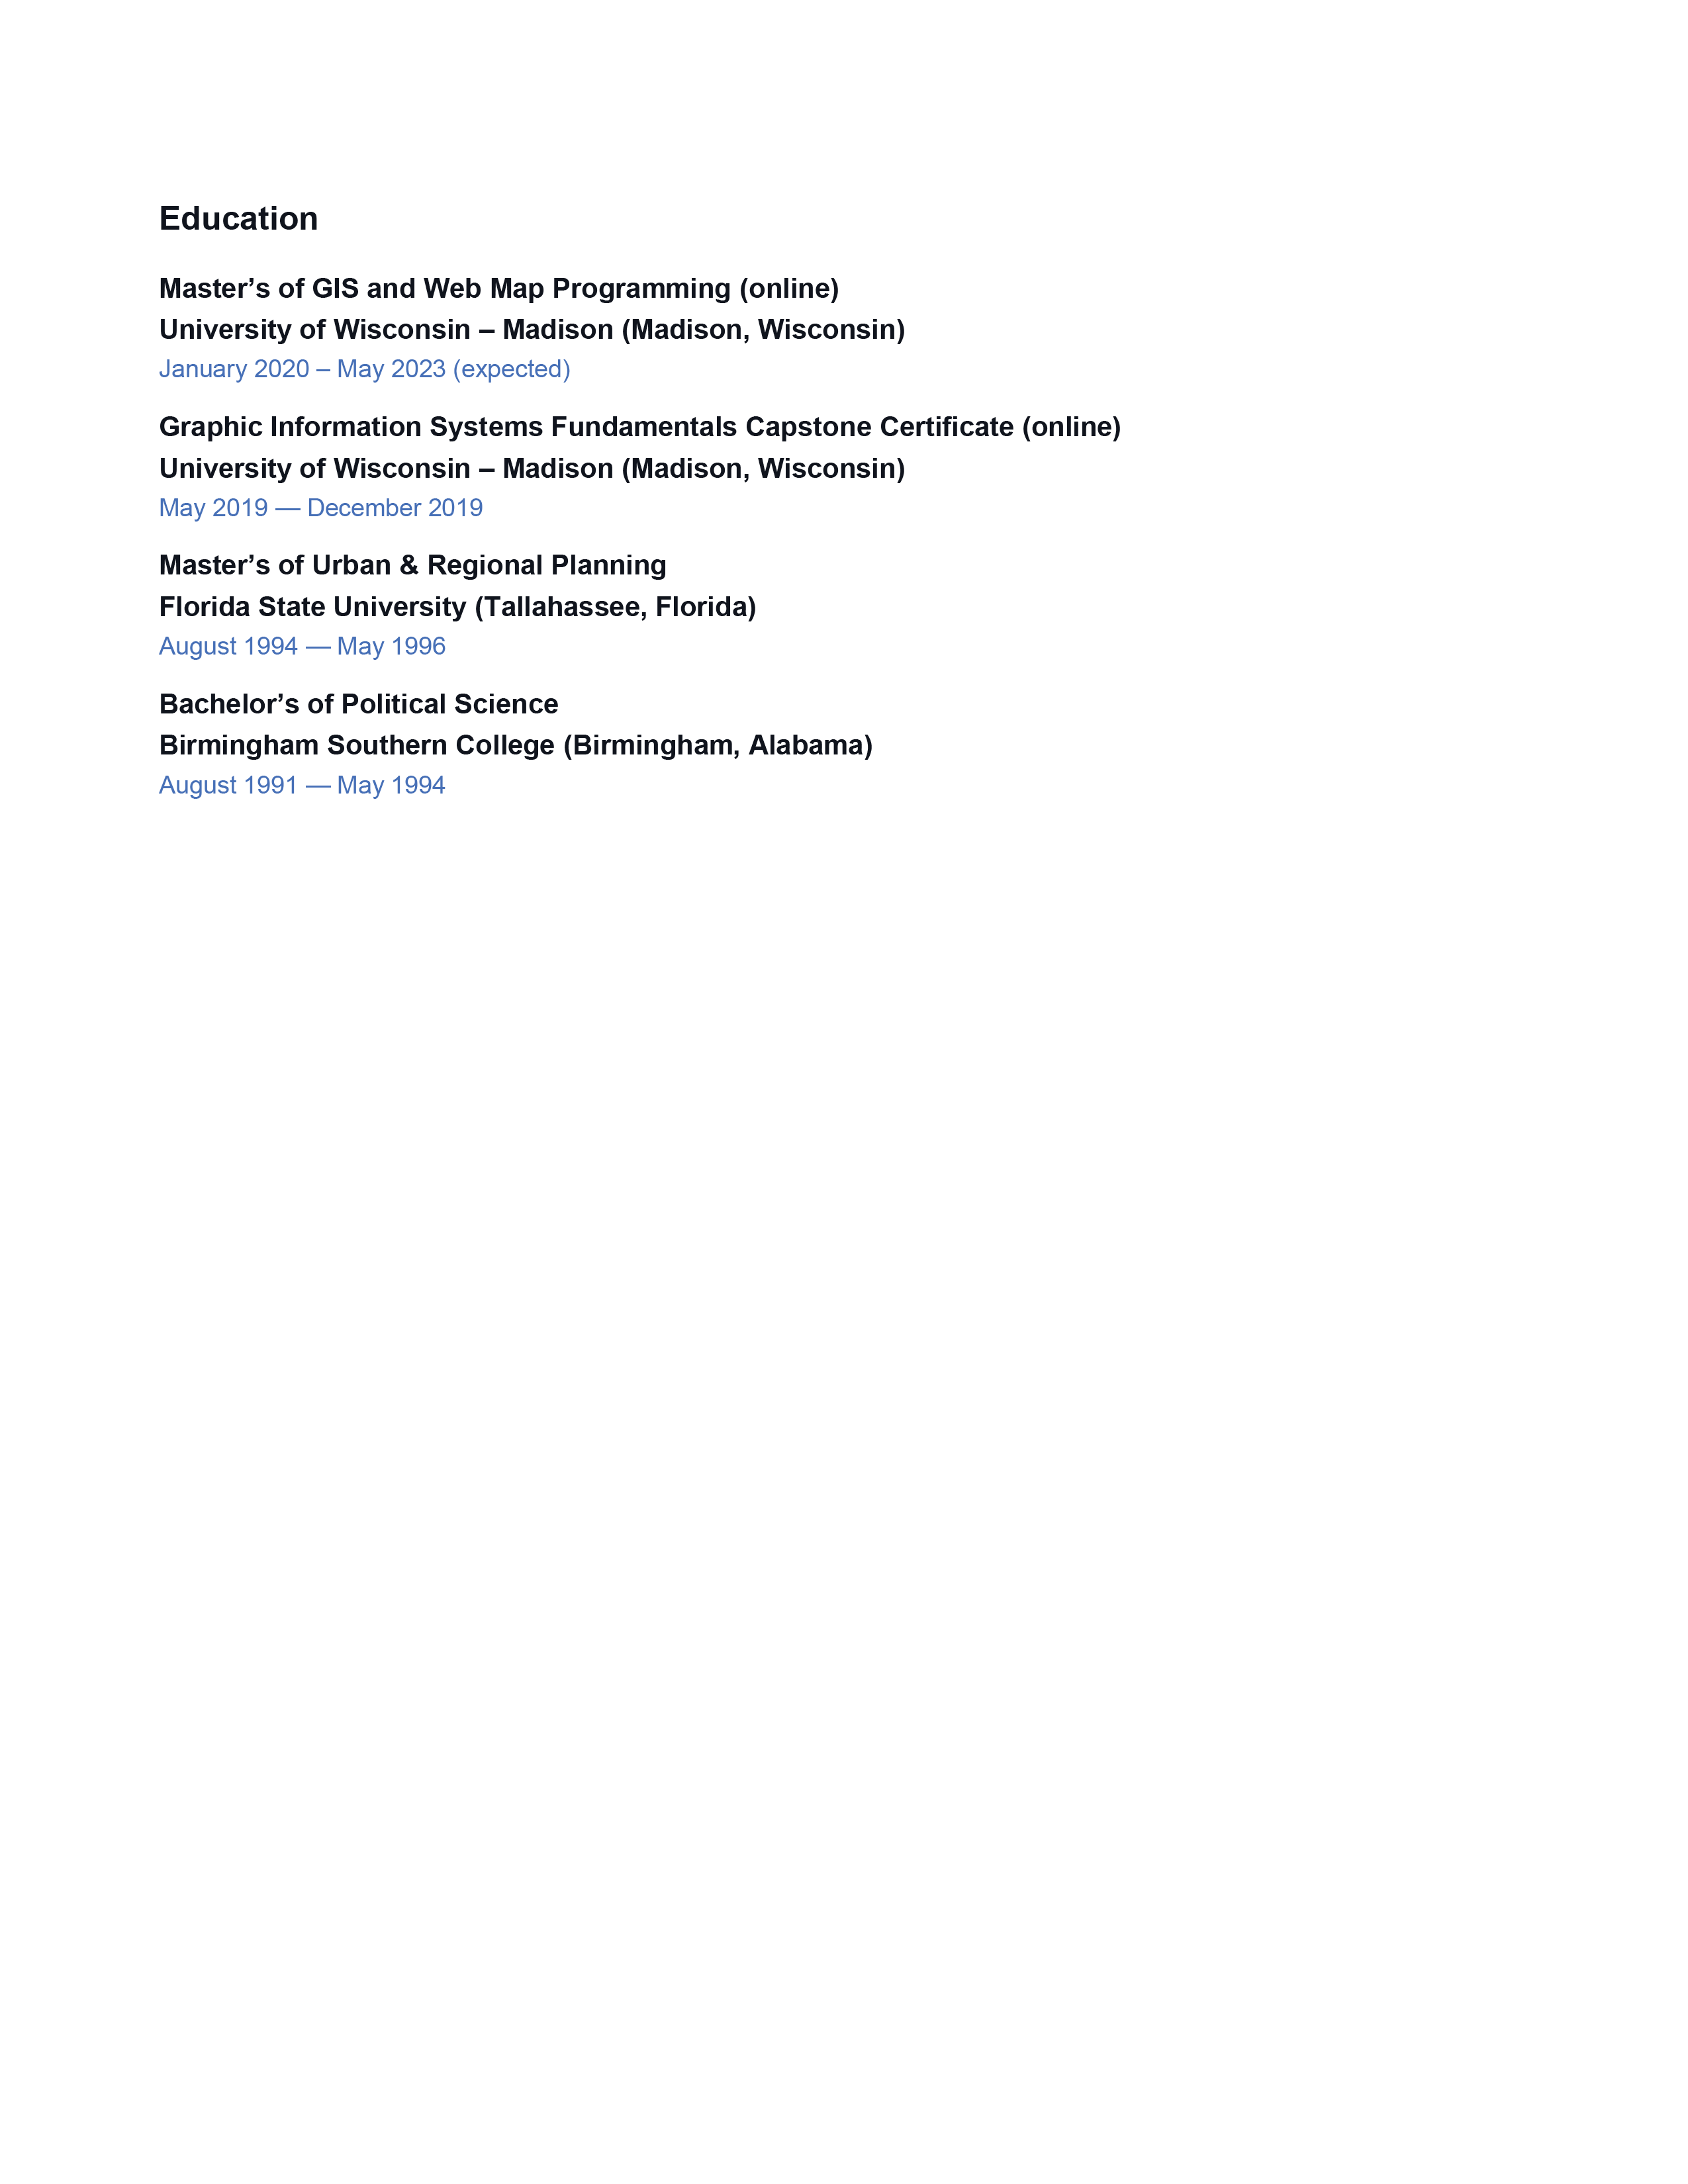 Education
Master’s of GIS and Web Map Programming (online)
University of Wisconsin – Madison (Madison, Wisconsin)
January 2020 – May 2023 (expected)
Graphic Information Systems Fundamentals Capstone Certificate (online)
University of Wisconsin – Madison (Madison, Wisconsin)
May 2019 — December 2019
Master’s of Urban & Regional Planning
Florida State University (Tallahassee, Florida)
August 1994 — May 1996
Bachelor’s of Political Science
Birmingham Southern College (Birmingham, Alabama)
August 1991 — May 1994